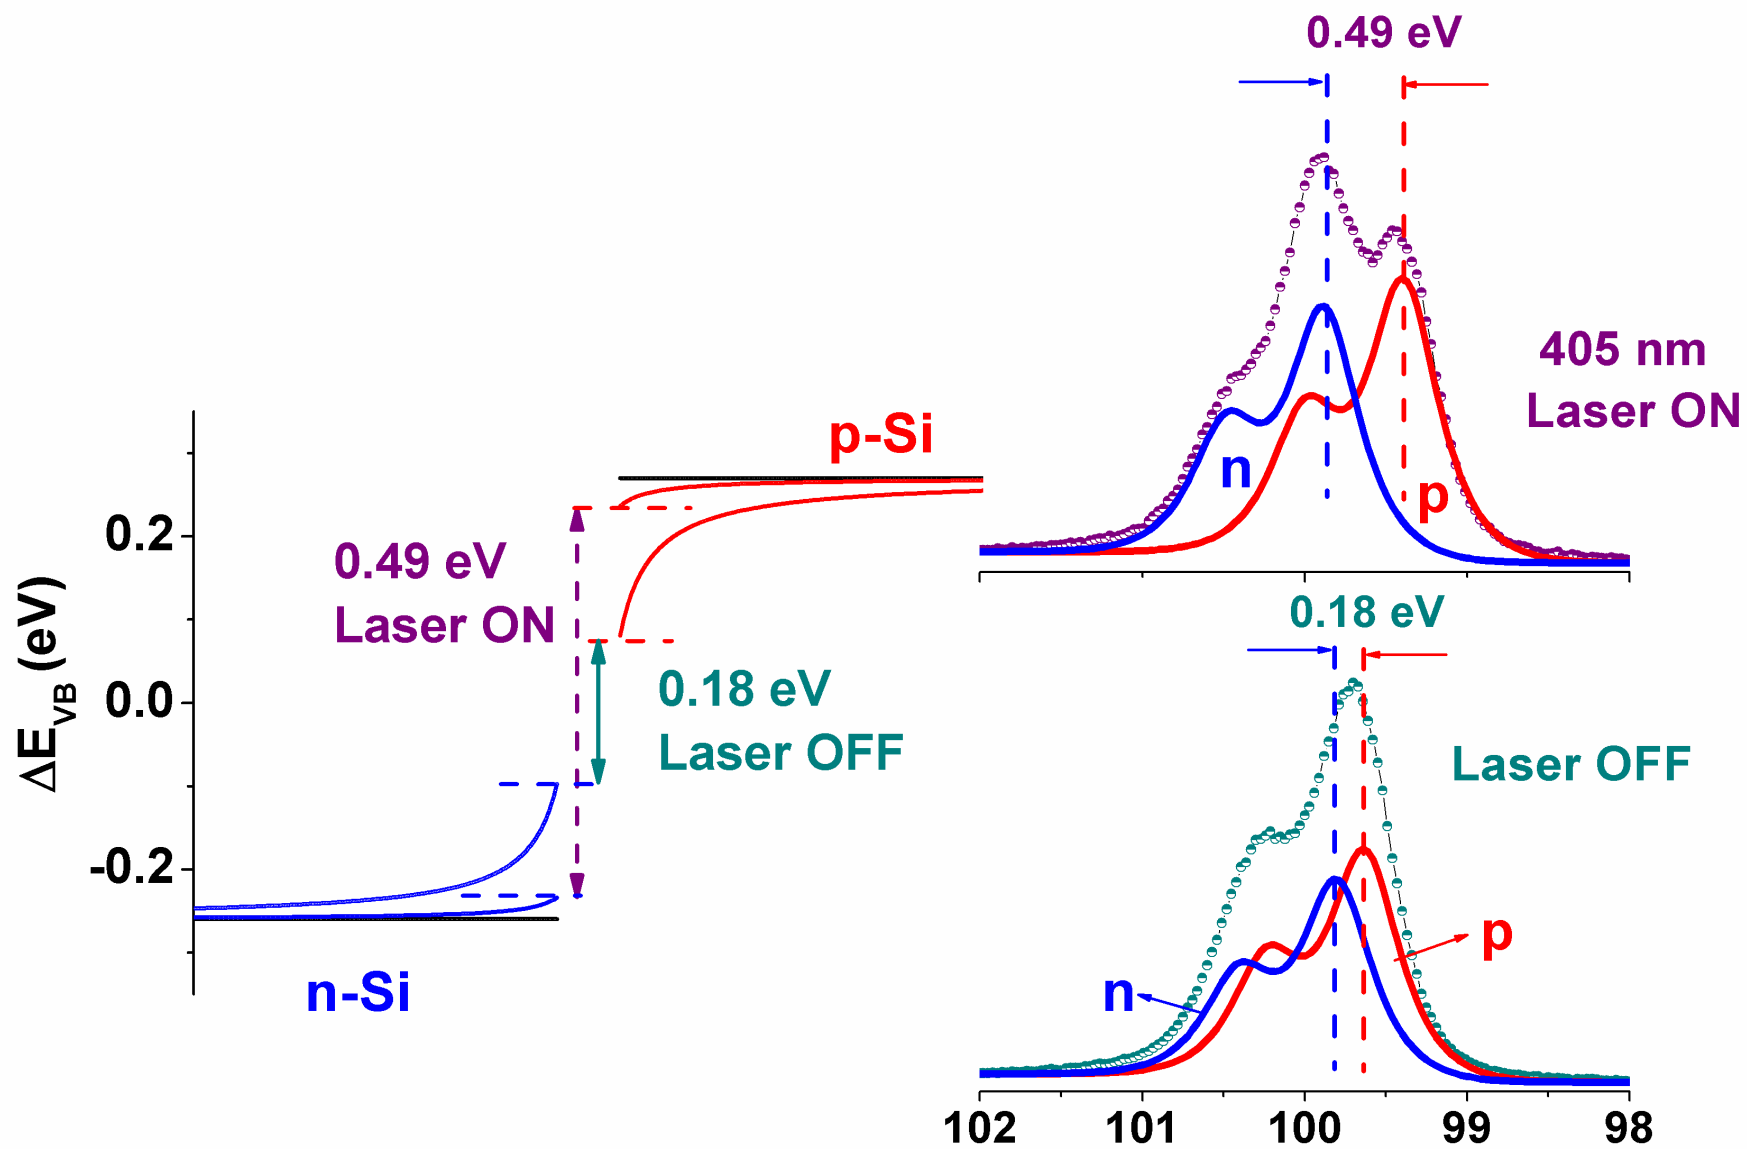 0.49 eV
405 nm
Laser ON
n
p
p-Si
0.2
0.0
-0.2
ΔEVB (eV)
0.49 eV
Laser ON
0.18 eV
Laser OFF
n-Si
0.18 eV
Laser OFF
p
n
102 101 100 99 98